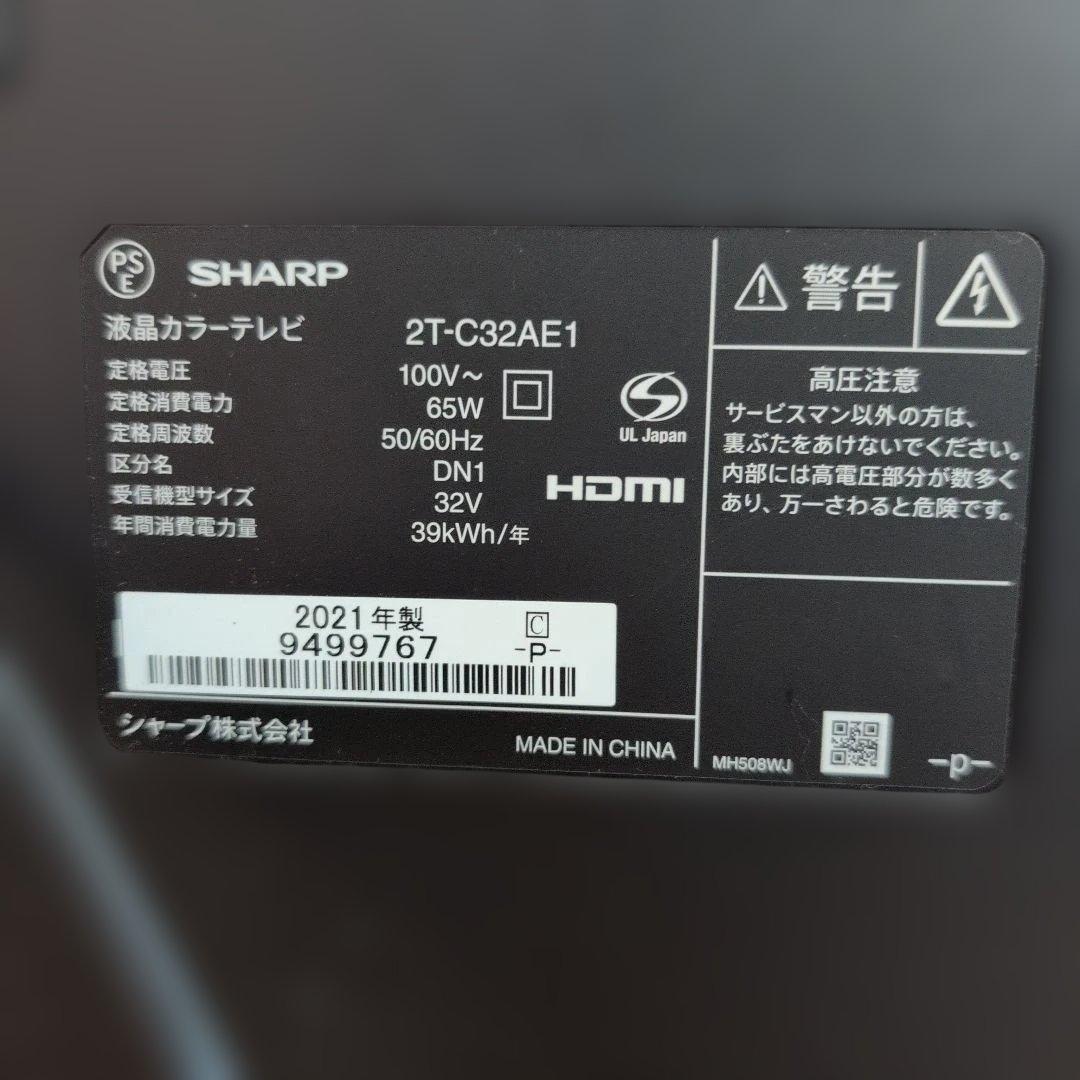 PSE SHARP
液晶カラーテレビ 2T-C32AE1
定格電圧 100V～
定格消費電力 65W
定格周波数 50/60Hz
区分名 DN1
受信機型サイズ 32V
年間消費電力量 39kWh/年
UL Japan
HDMI
2021年製 C
9499767 -P-
シャープ株式会社
MADE IN CHINA
警告
高圧注意
サービスマン以外の方は、
裏ぶたをあけないでください。
内部には高電圧部分が数多く
あり、万一さわると危険です。
MH508WJ -p-